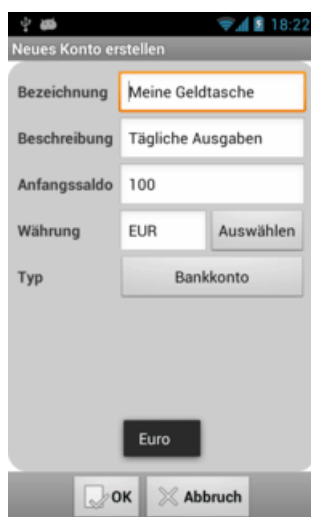 18:22
Neues Konto erstellen
Bezeichnung Meine Geldtasche
Beschreibung Tägliche Ausgaben
Anfangssaldo 100
Währung EUR Auswählen
Typ Bankkonto
Euro
OK Abbruch